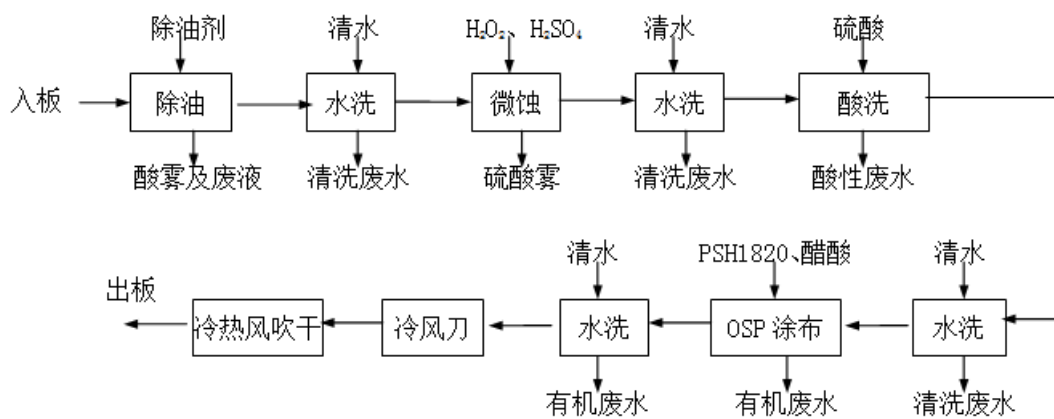 除油剂 清水 H₂O₂、H₂SO₄ 清水 硫酸
入板 除油 水洗 微蚀 水洗 酸洗
酸雾及废液 清洗废水 硫酸雾 清洗废水 酸性废水
清水 PSH1820、醋酸 清水
出板 冷热风吹干 冷风刀 水洗 OSP 涂布 水洗
有机废水 有机废水 清洗废水